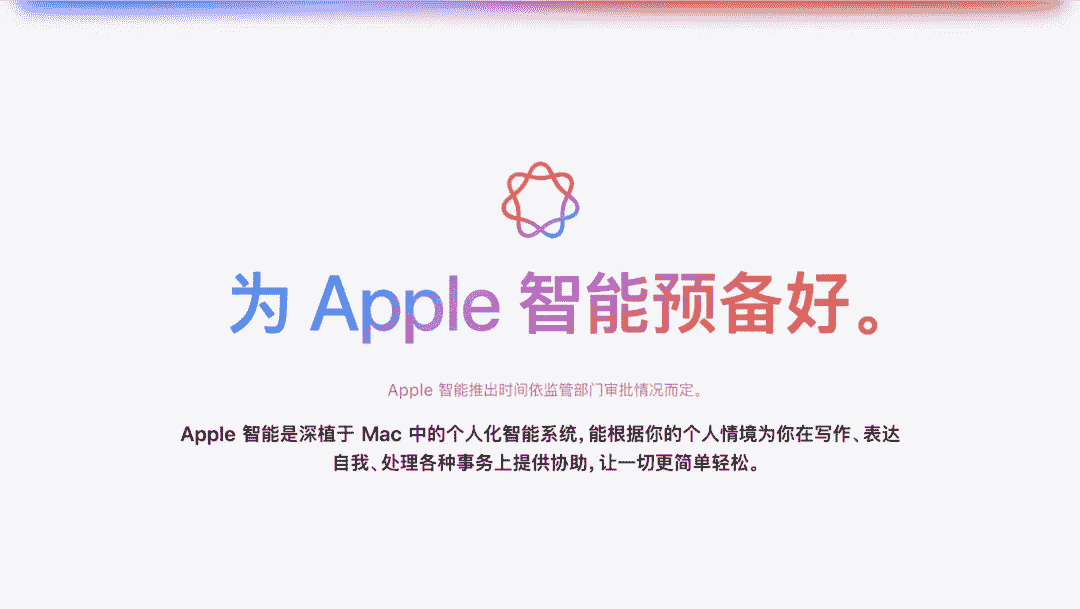 为 Apple 智能预备好。
Apple 智能推出时间依监管部门审批情况而定。
Apple 智能是深植于 Mac 中的个人化智能系统，能根据你的个人情境为你在写作、表达
自我、处理各种事务上提供协助，让一切更简单轻松。